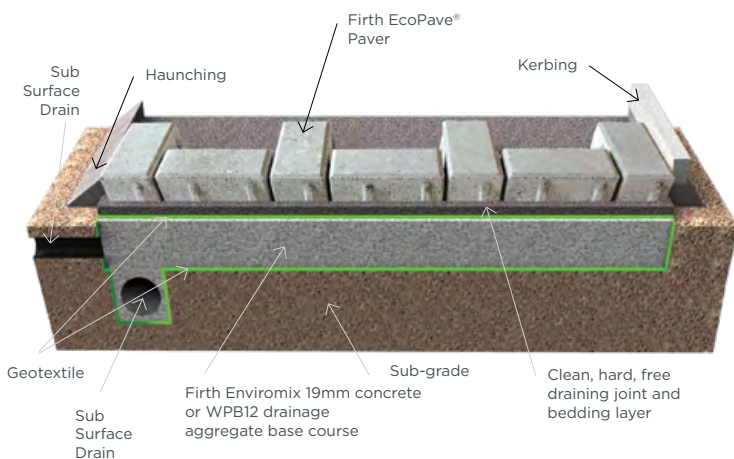 Firth EcoPave®
Paver
Kerbing
Haunching
Sub
Surface
Drain
Geotextile
Sub
Surface
Drain
Firth Enviromix 19mm concrete
or WPB12 drainage
aggregate base course
Sub-grade
Clean, hard, free
draining joint and
bedding layer